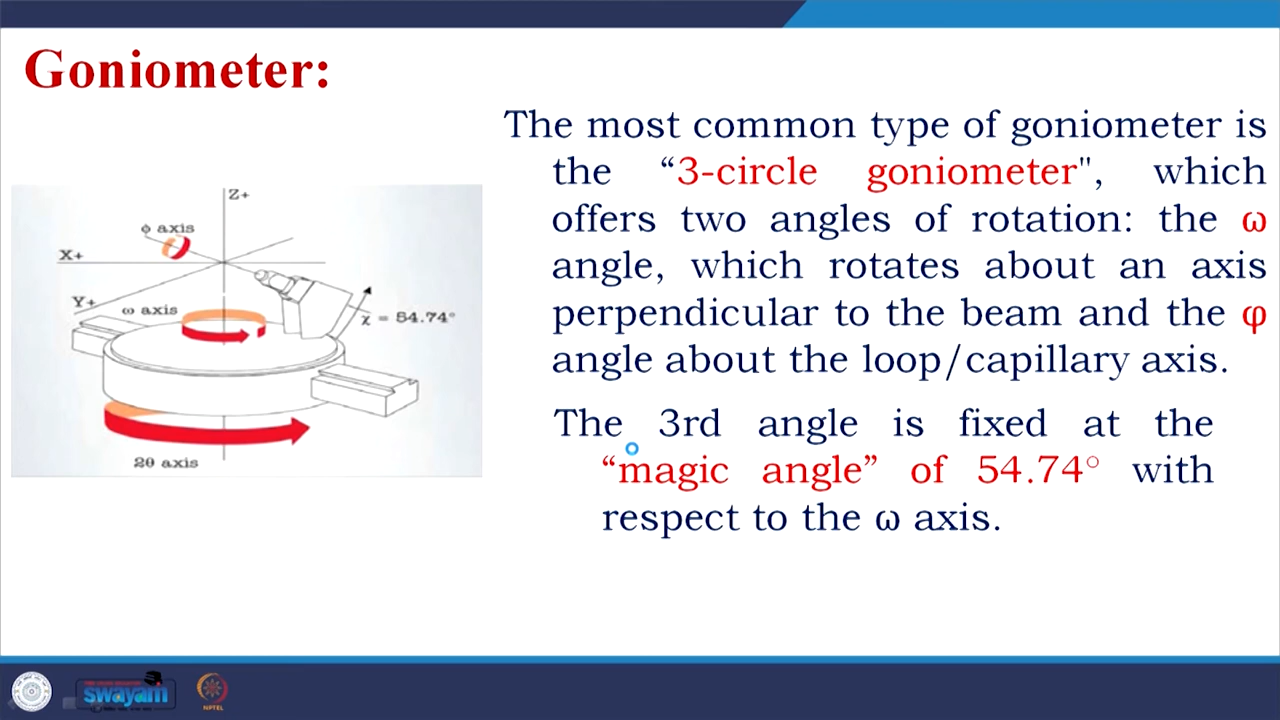 Goniometer:
The most common type of goniometer is
the “3-circle goniometer", which
offers two angles of rotation: the ω
angle, which rotates about an axis
perpendicular to the beam and the φ
angle about the loop/capillary axis.
The 3rd angle is fixed at the
“magic angle” of 54.74° with
respect to the ω axis.
Z+
ϕ axis
X+
Y+
ω axis
χ = 54.74°
2θ axis
swayam
NPTEL